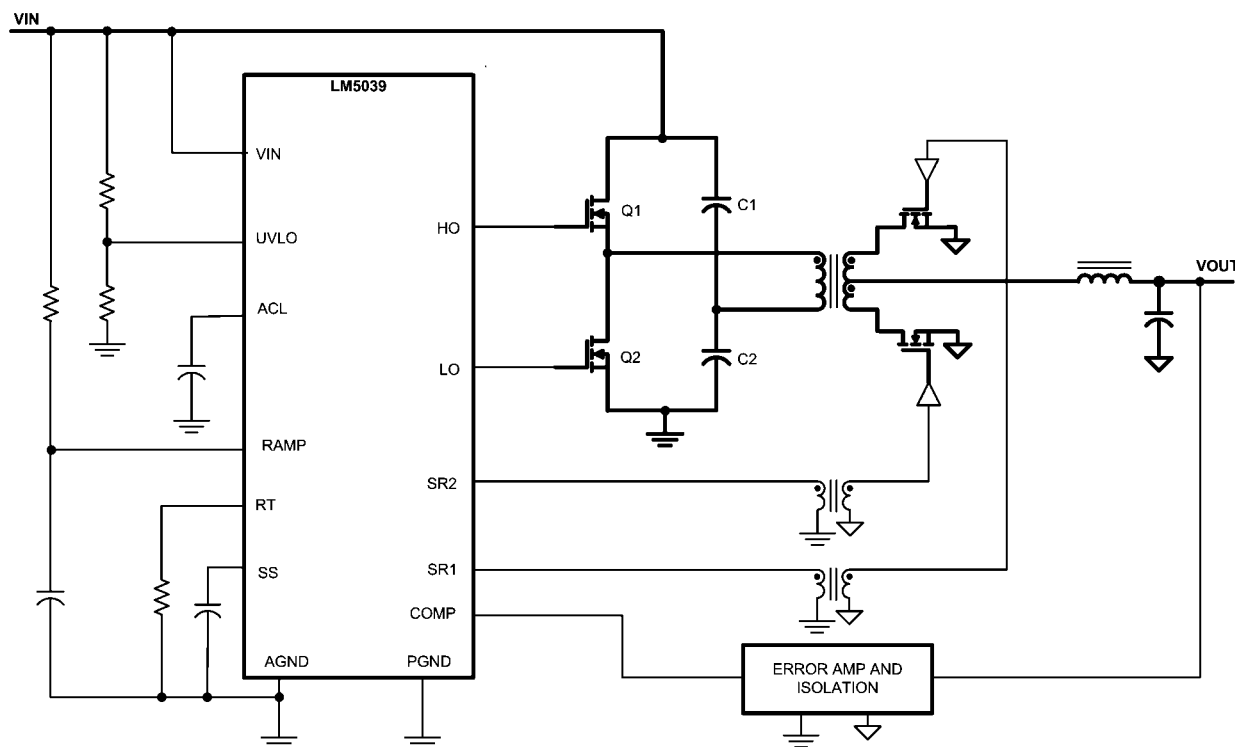 VIN
LM5039
VIN
UVLO
ACL
RAMP
RT
SS
AGND
PGND
HO
LO
SR2
SR1
COMP
Q1
Q2
C1
C2
VOUT
ERROR AMP AND
ISOLATION